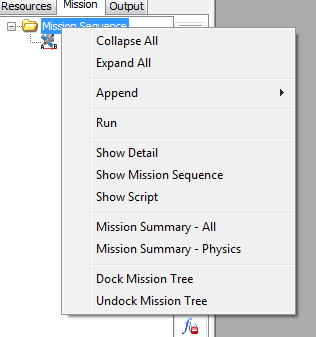 Resources Mission Output
Mission Sequence
A B
Collapse All
Expand All
Append
Run
Show Detail
Show Mission Sequence
Show Script
Mission Summary - All
Mission Summary - Physics
Dock Mission Tree
Undock Mission Tree